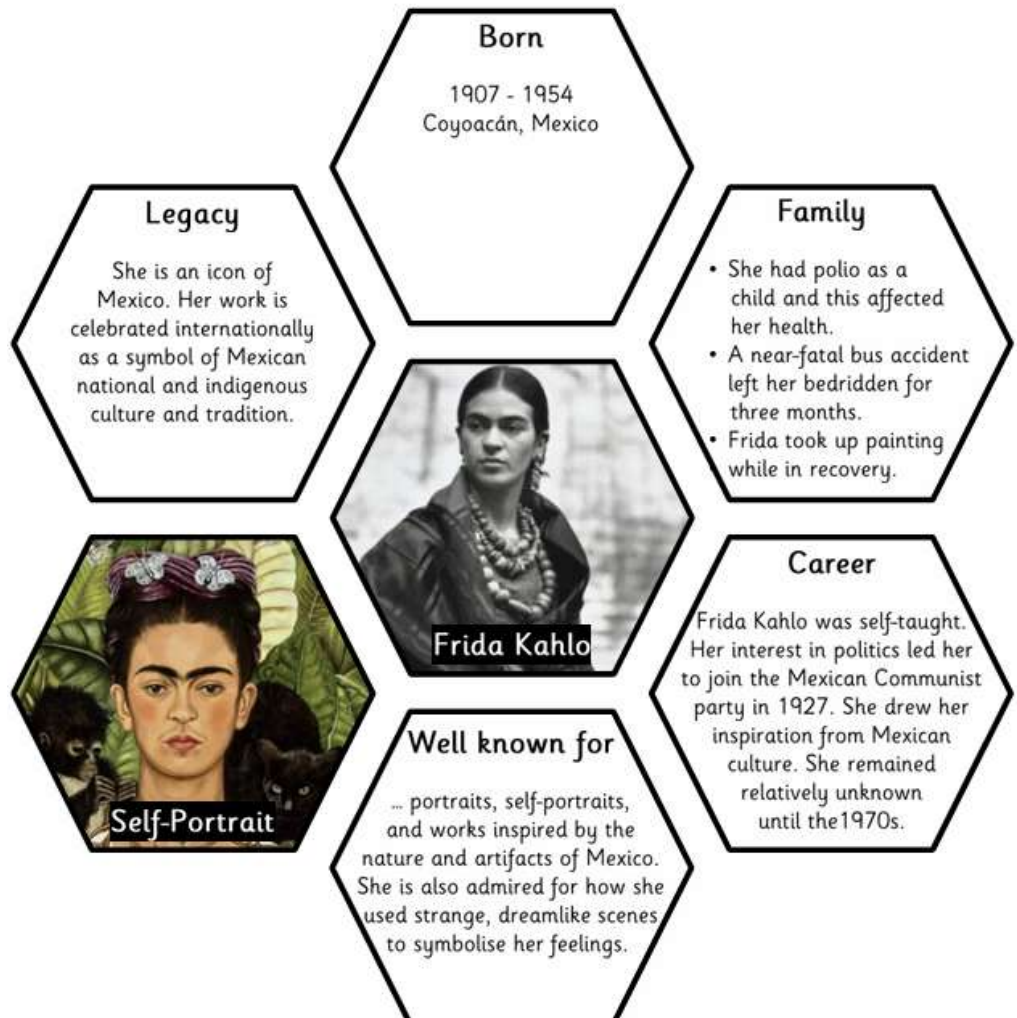 Born
1907 - 1954
Coyoacán, Mexico
Legacy
She is an icon of
Mexico. Her work is
celebrated internationally
as a symbol of Mexican
national and indigenous
culture and tradition.
Family
• She had polio as a
child and this affected
her health.
• A near-fatal bus accident
left her bedridden for
three months.
• Frida took up painting
while in recovery.
Frida Kahlo
Self-Portrait
Career
Frida Kahlo was self-taught.
Her interest in politics led her
to join the Mexican Communist
party in 1927. She drew her
inspiration from Mexican
culture. She remained
relatively unknown
until the1970s.
Well known for
... portraits, self-portraits,
and works inspired by the
nature and artifacts of Mexico.
She is also admired for how she
used strange, dreamlike scenes
to symbolise her feelings.